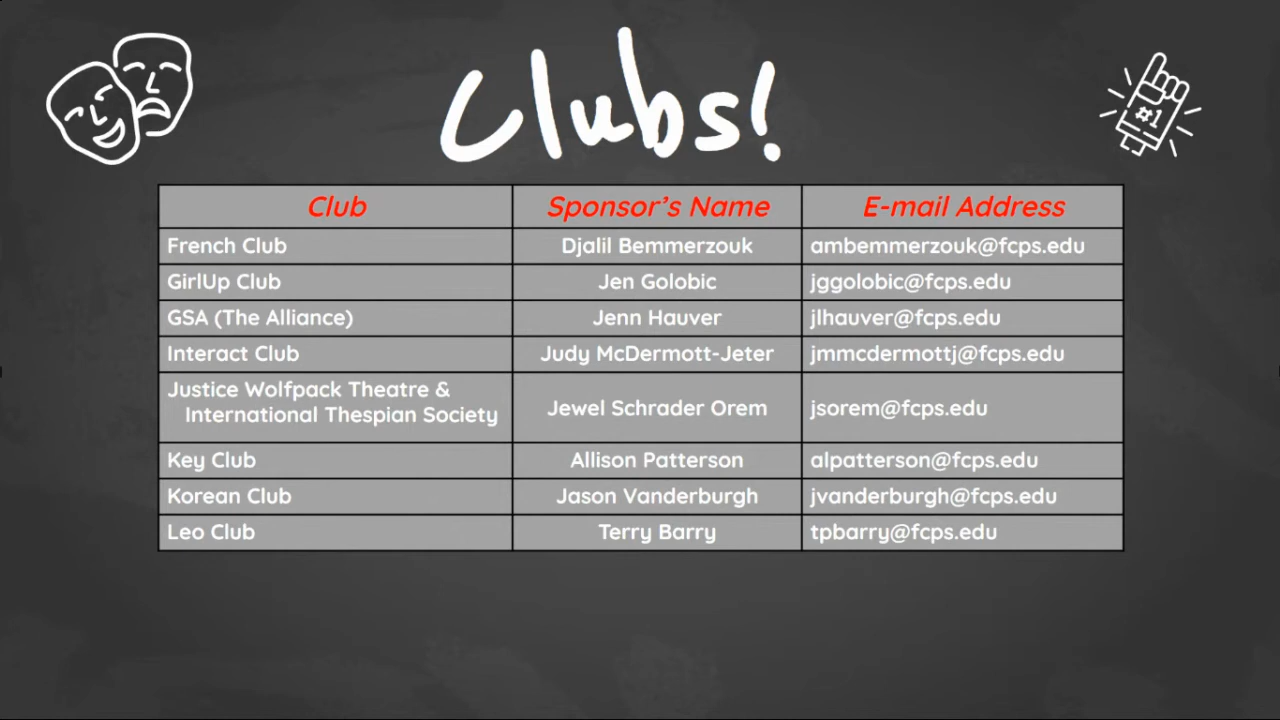 Clubs!
#1
Club Sponsor's Name E-mail Address
French Club Djalil Bemmerzouk ambemmerzouk@fcps.edu
GirlUp Club Jen Golobic jggolobic@fcps.edu
GSA (The Alliance) Jenn Hauver jlhauver@fcps.edu
Interact Club Judy McDermott-Jeter jmmcdermottj@fcps.edu
Justice Wolfpack Theatre &
International Thespian Society Jewel Schrader Orem jsorem@fcps.edu
Key Club Allison Patterson alpatterson@fcps.edu
Korean Club Jason Vanderburgh jvanderburgh@fcps.edu
Leo Club Terry Barry tpbarry@fcps.edu